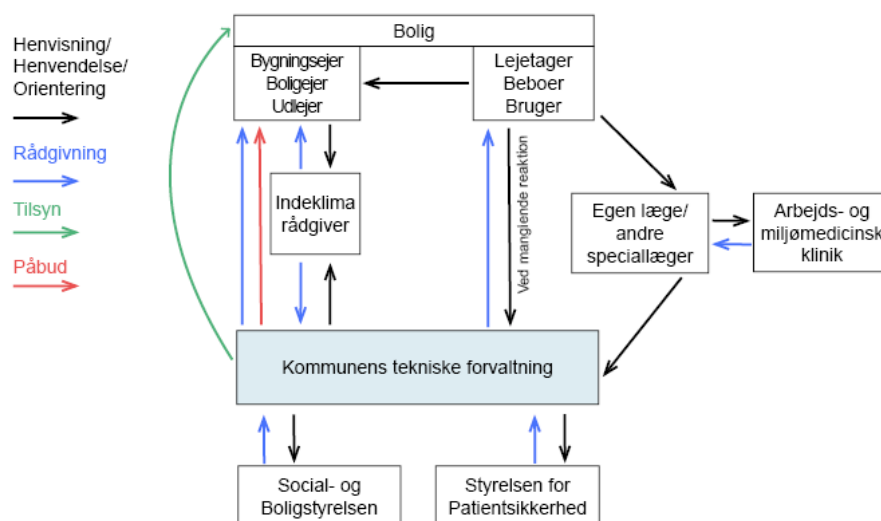 Henvisning/
Henvendelse/
Orientering
Rådgivning
Tilsyn
Påbud
Bolig
Bygningsejer
Boligejer
Udlejer
Lejetager
Beboer
Bruger
Indeklima
rådgiver
Ved manglende reaktion
Egen læge/
andre
speciallæger
Arbejds- og
miljømedicinsk
klinik
Kommunens tekniske forvaltning
Social- og
Boligstyrelsen
Styrelsen for
Patientsikkerhed